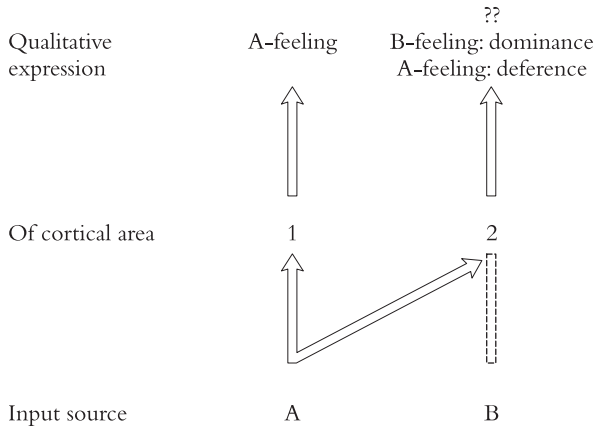 ??
Qualitative A-feeling B-feeling: dominance
expression A-feeling: deference
Of cortical area 1 2
Input source A B